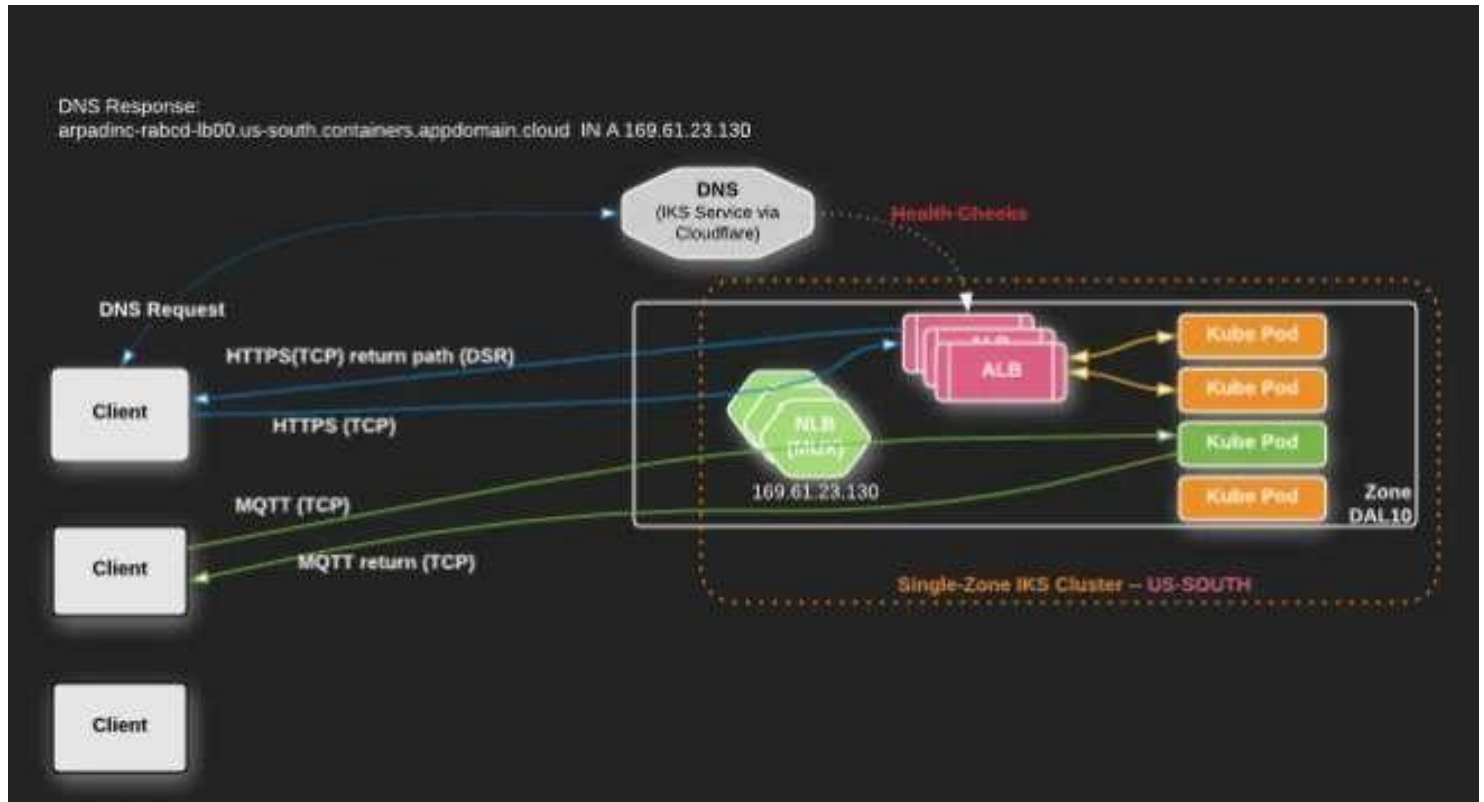 DNS Response:
arpadinc-rabcd-lb00.us-south.containers.appdomain.cloud IN A 169.61.23.130
DNS
(IKS Service via
Cloudflare)
Health Checks
DNS Request
HTTPS(TCP) return path (DSR)
Client
HTTPS (TCP)
ALB
ALB
Kube Pod
Kube Pod
Kube Pod
Kube Pod
NLB
(MUX)
169.61.23.130
Zone
DAL10
MQTT (TCP)
Client
MQTT return (TCP)
Single-Zone IKS Cluster – US-SOUTH
Client